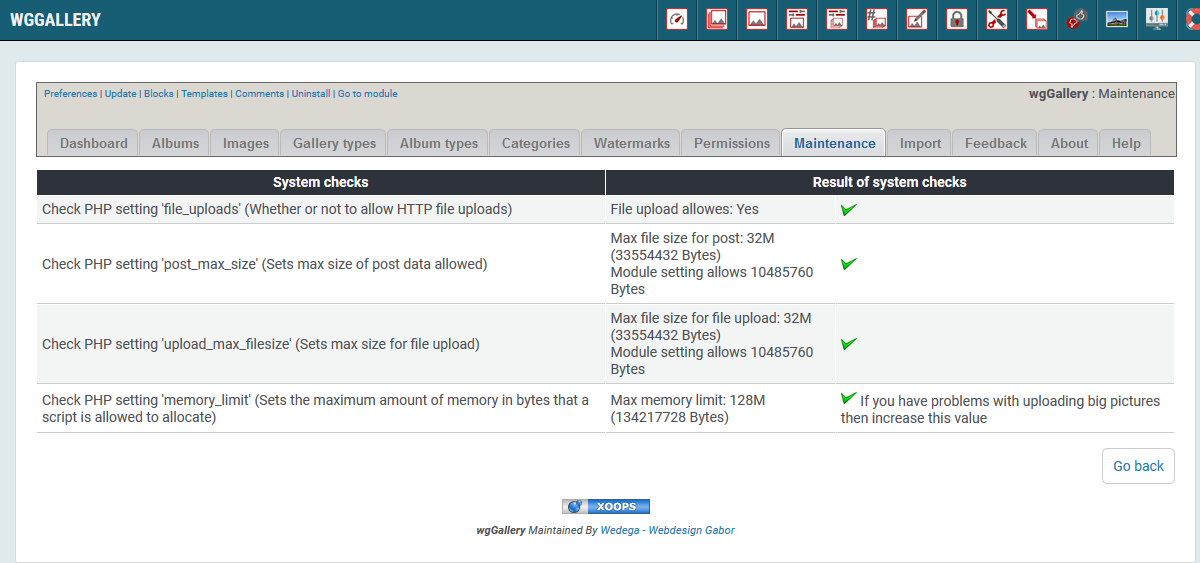 WGGALLERY
Preferences | Update | Blocks | Templates | Comments | Uninstall | Go to module
wgGallery : Maintenance
Dashboard Albums Images Gallery types Album types Categories Watermarks Permissions Maintenance Import Feedback About Help
System checks Result of system checks
Check PHP setting 'file_uploads' (Whether or not to allow HTTP file uploads) File upload allowes: Yes
Check PHP setting 'post_max_size' (Sets max size of post data allowed)
Max file size for post: 32M
(33554432 Bytes)
Module setting allows 10485760
Bytes
Check PHP setting 'upload_max_filesize' (Sets max size for file upload)
Max file size for file upload: 32M
(33554432 Bytes)
Module setting allows 10485760
Bytes
Check PHP setting 'memory_limit' (Sets the maximum amount of memory in bytes that a
script is allowed to allocate)
Max memory limit: 128M
(134217728 Bytes)
If you have problems with uploading big pictures
then increase this value
Go back
XOOPS
wgGallery Maintained By Wedega - Webdesign Gabor